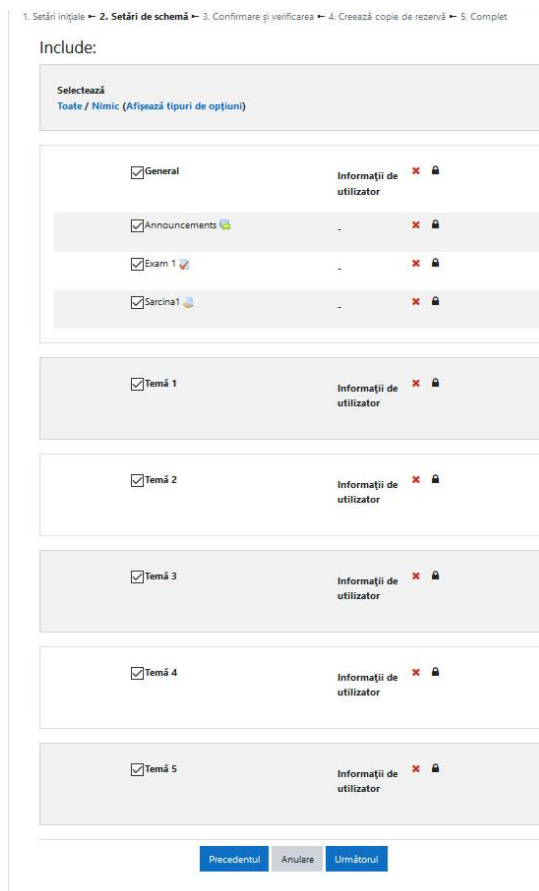 1. Setări inițiale ← 2. Setări de schemă ← 3. Confirmare și verificarea ← 4. Creează copie de rezervă ← 5. Complet
Include:
Selectează
Toate / Nimic (Afișează tipuri de opțiuni)
General Informații de
utilizator
Announcements -
Exam 1 -
Sarcina1 -
Temă 1 Informații de
utilizator
Temă 2 Informații de
utilizator
Temă 3 Informații de
utilizator
Temă 4 Informații de
utilizator
Temă 5 Informații de
utilizator
Precedentul Anulare Următorul